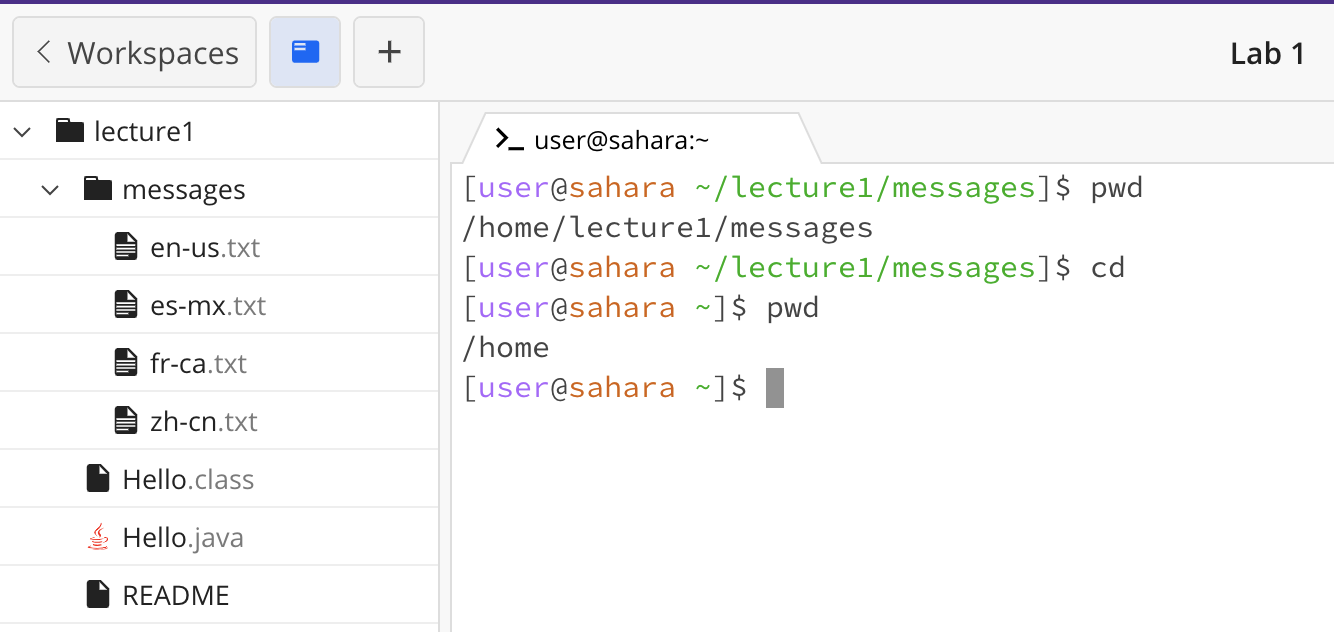 Workspaces
+
Lab 1
lecture1
messages
en-us.txt
es-mx.txt
fr-ca.txt
zh-cn.txt
Hello.class
Hello.java
README
user@sahara:~
[user@sahara ~/lecture1/messages]$ pwd
/home/lecture1/messages
[user@sahara ~/lecture1/messages]$ cd
[user@sahara ~]$ pwd
/home
[user@sahara ~]$